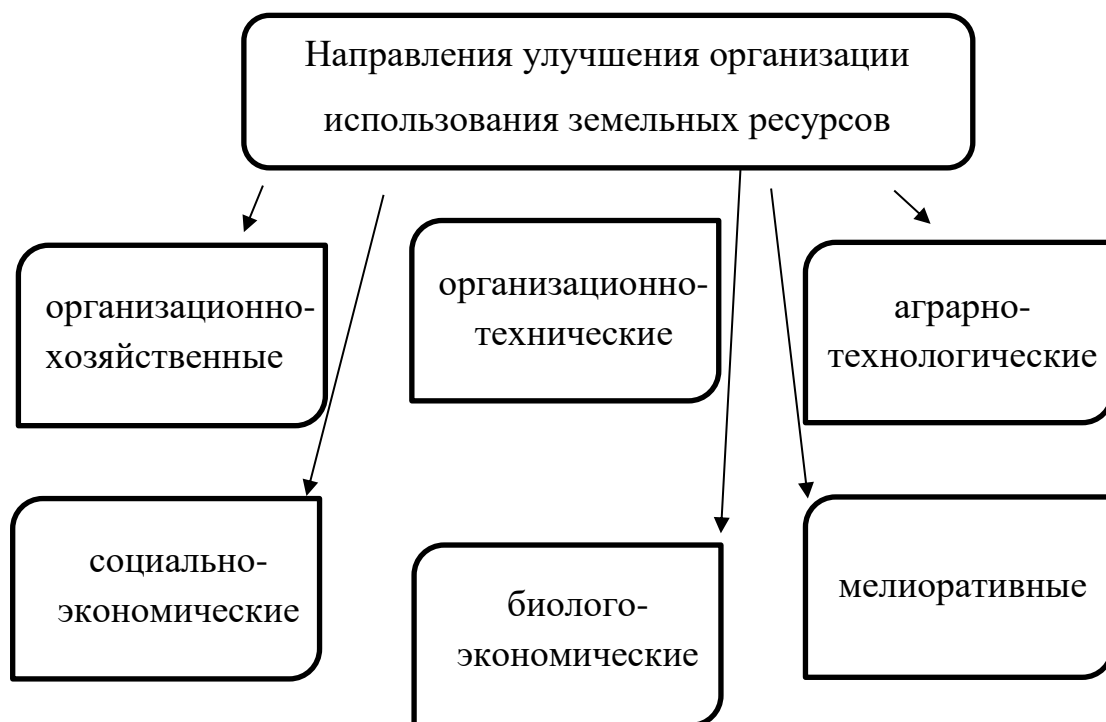 Направления улучшения организации
использования земельных ресурсов
организационно-
хозяйственные
организационно-
технические
аграрно-
технологические
социально-
экономические
биолого-
экономические
мелиоративные